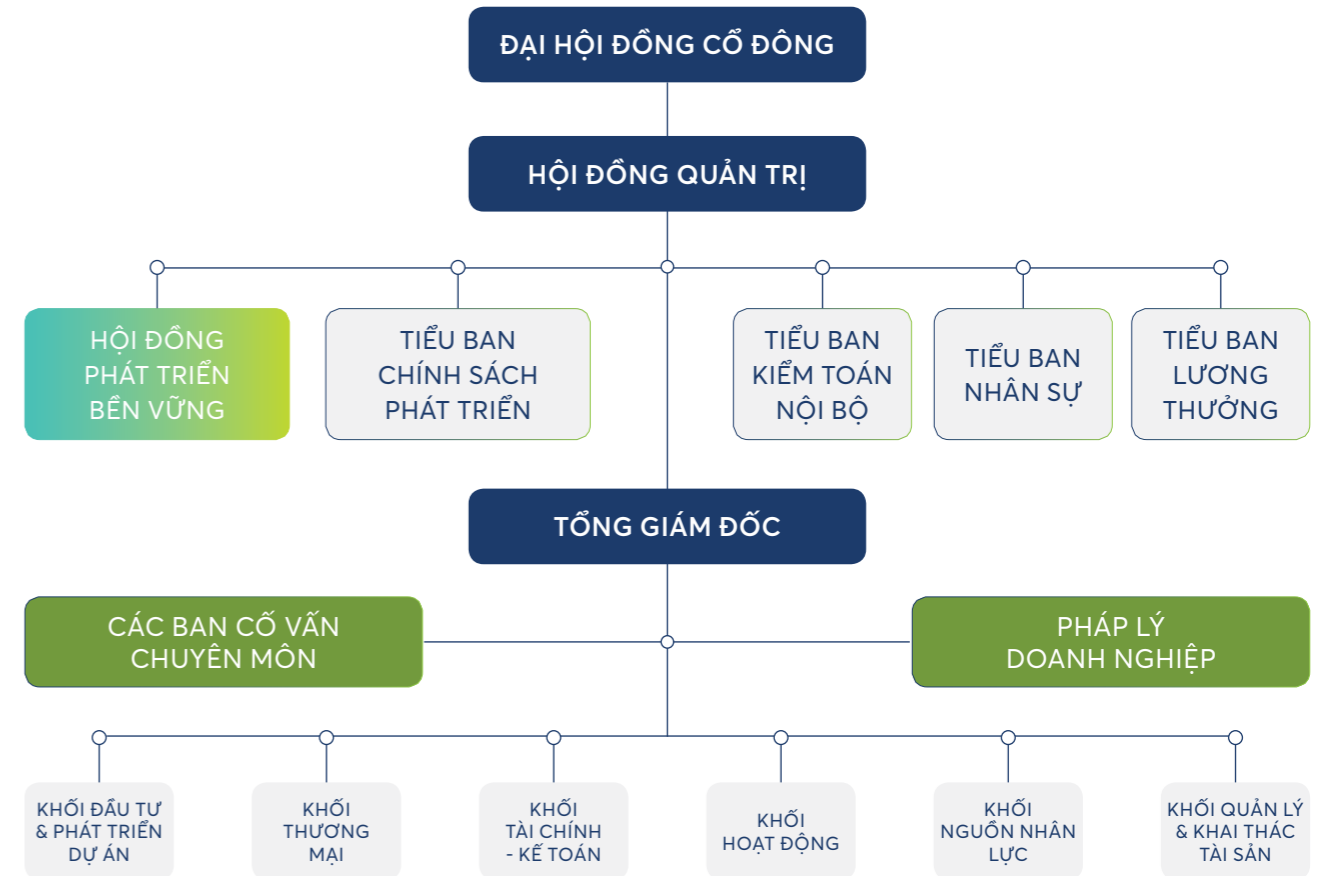 ĐẠI HỘI ĐỒNG CỔ ĐÔNG
HỘI ĐỒNG QUẢN TRỊ
HỘI ĐỒNG
PHÁT TRIỂN
BỀN VỮNG
TIỂU BAN
CHÍNH SÁCH
PHÁT TRIỂN
TIỂU BAN
KIỂM TOÁN
NỘI BỘ
TIỂU BAN
NHÂN SỰ
TIỂU BAN
LƯƠNG
THƯỞNG
TỔNG GIÁM ĐỐC
CÁC BAN CỐ VẤN
CHUYÊN MÔN
PHÁP LÝ
DOANH NGHIỆP
KHỐI ĐẦU TƯ
& PHÁT TRIỂN
DỰ ÁN
KHỐI
THƯƠNG
MẠI
KHỐI
TÀI CHÍNH
- KẾ TOÁN
KHỐI
HOẠT ĐỘNG
KHỐI
NGUỒN NHÂN
LỰC
KHỐI QUẢN LÝ
& KHAI THÁC
TÀI SẢN